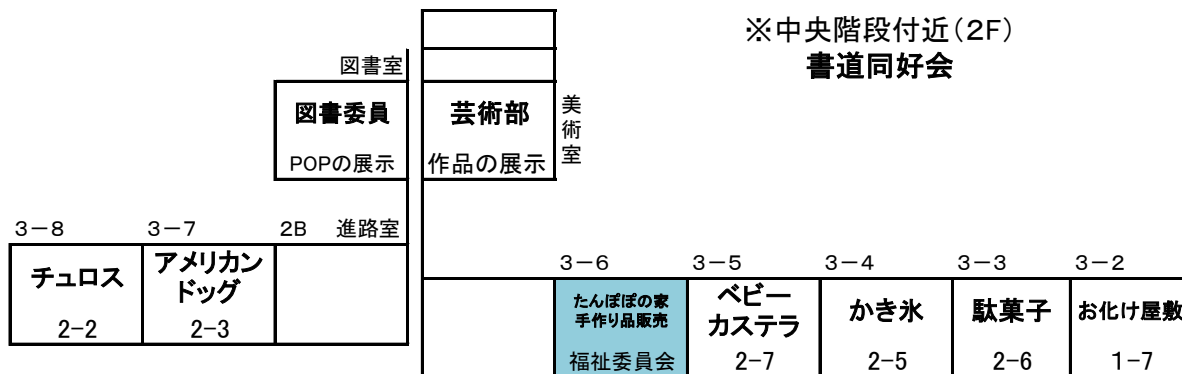 ※中央階段付近（2F）
書道同好会
図書室
図書委員
POPの展示
芸術部
作品の展示
美術室
3－8
3－7
2B
進路室
チュロス
2-2
アメリカン
ドッグ
2-3
3－6
3－5
3－4
3－3
3－2
たんぽぽの家
手作り品販売
福祉委員会
ベビー
カステラ
2-7
かき氷
2-5
駄菓子
2-6
お化け屋敷
1-7